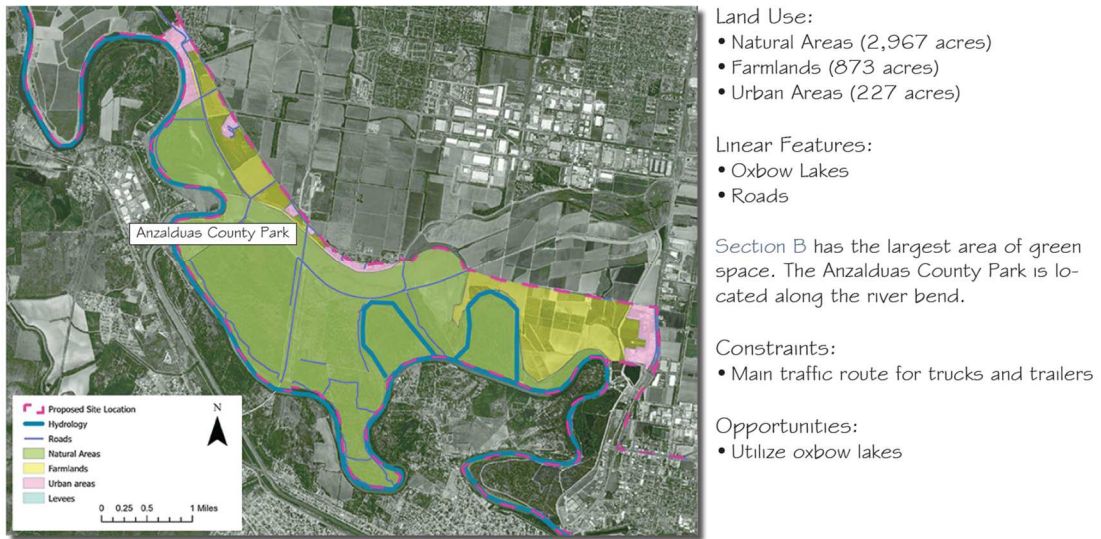 Anzalduas County Park
Proposed Site Location
Hydrology
Roads
Natural Areas
Farmlands
Urban areas
Levees
N
0 0.25 0.5 1 Miles
Land Use:
• Natural Areas (2,967 acres)
• Farmlands (873 acres)
• Urban Areas (227 acres)
Linear Features:
• Oxbow Lakes
• Roads
Section B has the largest area of green
space. The Anzalduas County Park is lo-
cated along the river bend.
Constraints:
• Main traffic route for trucks and trailers
Opportunities:
• Utilize oxbow lakes